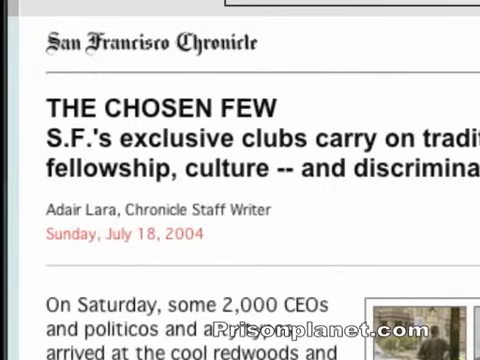 San Francisco Chronicle
THE CHOSEN FEW
S.F.'s exclusive clubs carry on tradi
fellowship, culture -- and discrimina
Adair Lara, Chronicle Staff Writer
Sunday, July 18, 2004
On Saturday, some 2,000 CEOs
and politicos and a
Prisonplanet.com
arrived at the cool redwoods and